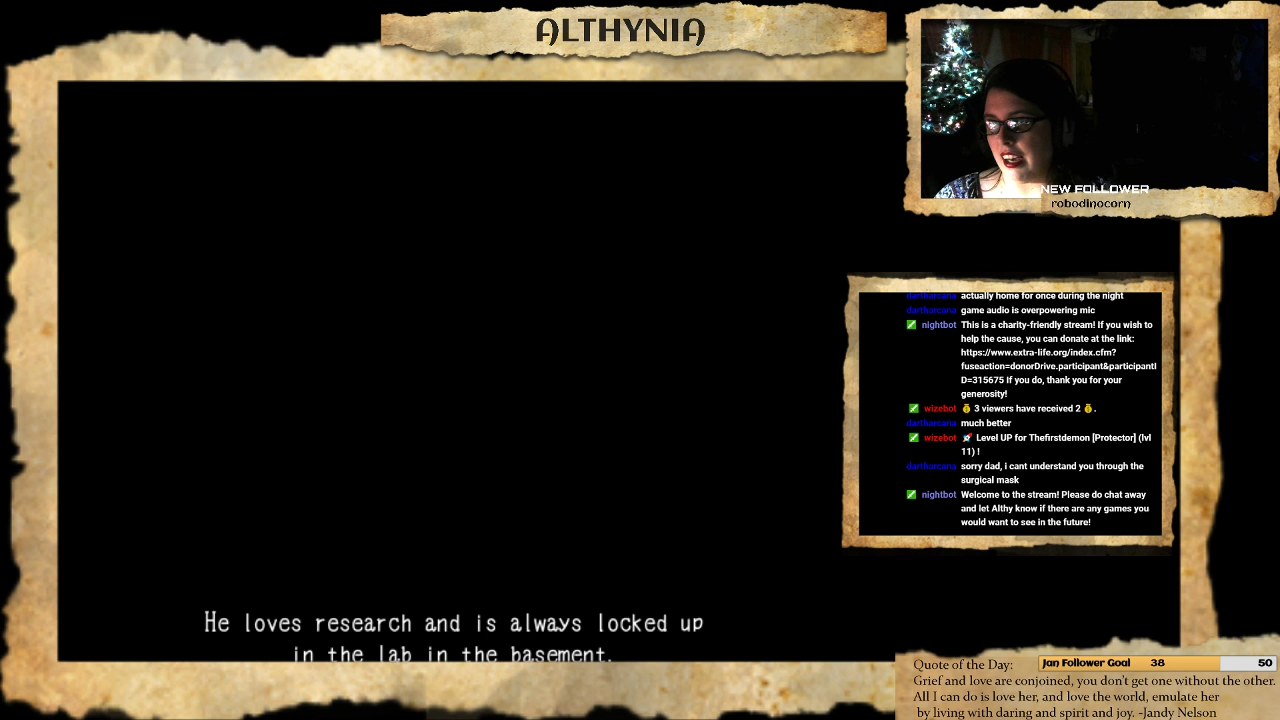 ALTHYNIA
NEW FOLLOWER
robodinocorn
dartharcana actually home for once during the night
dartharcana game audio is overpowering mic
nightbot This is a charity-friendly stream! If you wish to
help the cause, you can donate at the link:
https://www.extra-life.org/index.cfm?
fuseaction=donorDrive.participant&participantI
D=315675 If you do, thank you for your
generosity!
wizebot 3 viewers have received 2 .
dartharcana much better
wizebot Level UP for Thefirstdemon [Protector] (lvl
11) !
dartharcana sorry dad, i cant understand you through the
surgical mask
nightbot Welcome to the stream! Please do chat away
and let Althy know if there are any games you
would want to see in the future!
He loves research and is always locked up
in the lab in the basement.
Quote of the Day:
Jan Follower Goal 38 50
Grief and love are conjoined, you don't get one without the other.
All I can do is love her, and love the world, emulate her
by living with daring and spirit and joy. -Jandy Nelson